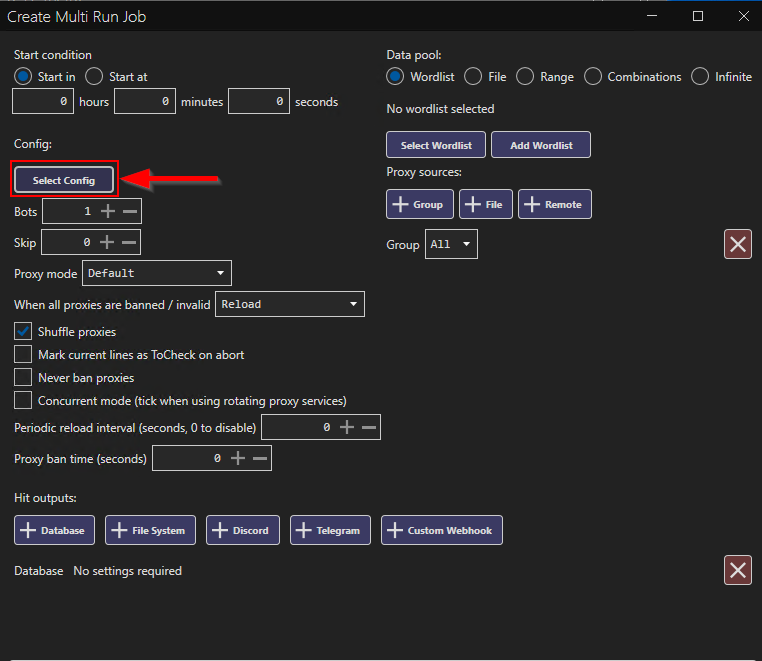 Create Multi Run Job
Start condition
Start in Start at
0 hours 0 minutes 0 seconds
Config:
Select Config
Bots 1
Skip 0
Proxy mode Default
When all proxies are banned / invalid Reload
Shuffle proxies
Mark current lines as ToCheck on abort
Never ban proxies
Concurrent mode (tick when using rotating proxy services)
Periodic reload interval (seconds, 0 to disable) 0
Proxy ban time (seconds) 0
Hit outputs:
Database File System Discord Telegram Custom Webhook
Database No settings required
Data pool:
Wordlist File Range Combinations Infinite
No wordlist selected
Select Wordlist Add Wordlist
Proxy sources:
Group File Remote
Group All